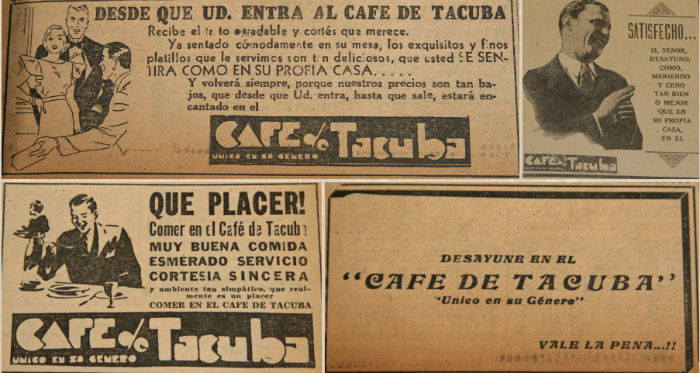 DESDE QUE UD. ENTRA AL CAFE DE TACUBA
Recibe el trato agradable y cortés que merece.
Ya sentado cómodamente en su mesa, los exquisitos y finos
platillos que le servimos son tan deliciosos, que usted SE SEN-
TIRA COMO EN SU PROPIA CASA.....
Y volverá siempre, porque nuestros precios son tan ba-
jos, que desde que Ud. entra, hasta que sale, estará en-
cantado en el
CAFE de Tacuba
UNICO EN SU GENERO
SATISFECHO...
SI, SEÑOR,
DESAYUNO,
COMO,
MERIENDO
Y CENO
TAN BIEN
O MEJOR
QUE EN
MI PROPIA
CASA,
EN EL
CAFE de Tacuba
UNICO EN SU GENERO
QUE PLACER!
Comer en el Café de Tacuba
MUY BUENA COMIDA
ESMERADO SERVICIO
CORTESIA SINCERA
y ambiente tan simpático, que real-
mente es un placer
COMER EN EL CAFE DE TACUBA
CAFE de Tacuba
UNICO EN SU GENERO
DESAYUNE EN EL
"CAFE DE TACUBA"
"Unico en su Género"
VALE LA PENA...!!